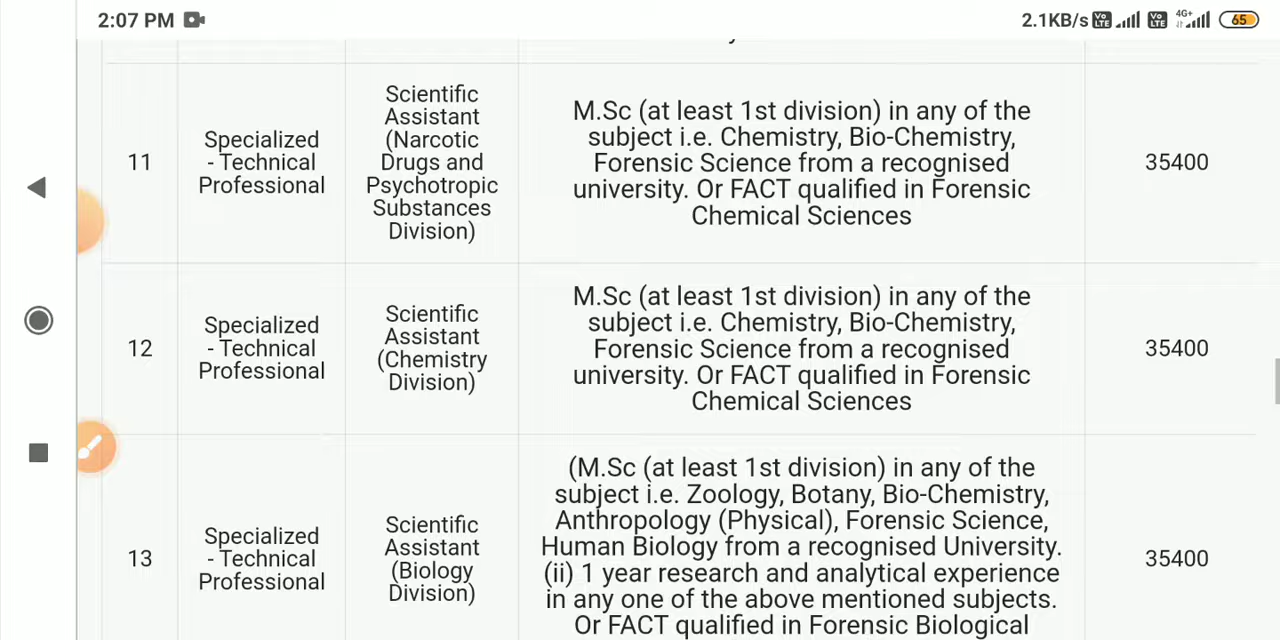 2:07 PM
2.1KB/s Vo LTE Vo LTE 4G+ 65
11
Specialized
- Technical
Professional
Scientific
Assistant
(Narcotic
Drugs and
Psychotropic
Substances
Division)
M.Sc (at least 1st division) in any of the
subject i.e. Chemistry, Bio-Chemistry,
Forensic Science from a recognised
university. Or FACT qualified in Forensic
Chemical Sciences
35400
12
Specialized
- Technical
Professional
Scientific
Assistant
(Chemistry
Division)
M.Sc (at least 1st division) in any of the
subject i.e. Chemistry, Bio-Chemistry,
Forensic Science from a recognised
university. Or FACT qualified in Forensic
Chemical Sciences
35400
13
Specialized
- Technical
Professional
Scientific
Assistant
(Biology
Division)
(M.Sc (at least 1st division) in any of the
subject i.e. Zoology, Botany, Bio-Chemistry,
Anthropology (Physical), Forensic Science,
Human Biology from a recognised University.
(ii) 1 year research and analytical experience
in any one of the above mentioned subjects.
Or FACT qualified in Forensic Biological
35400